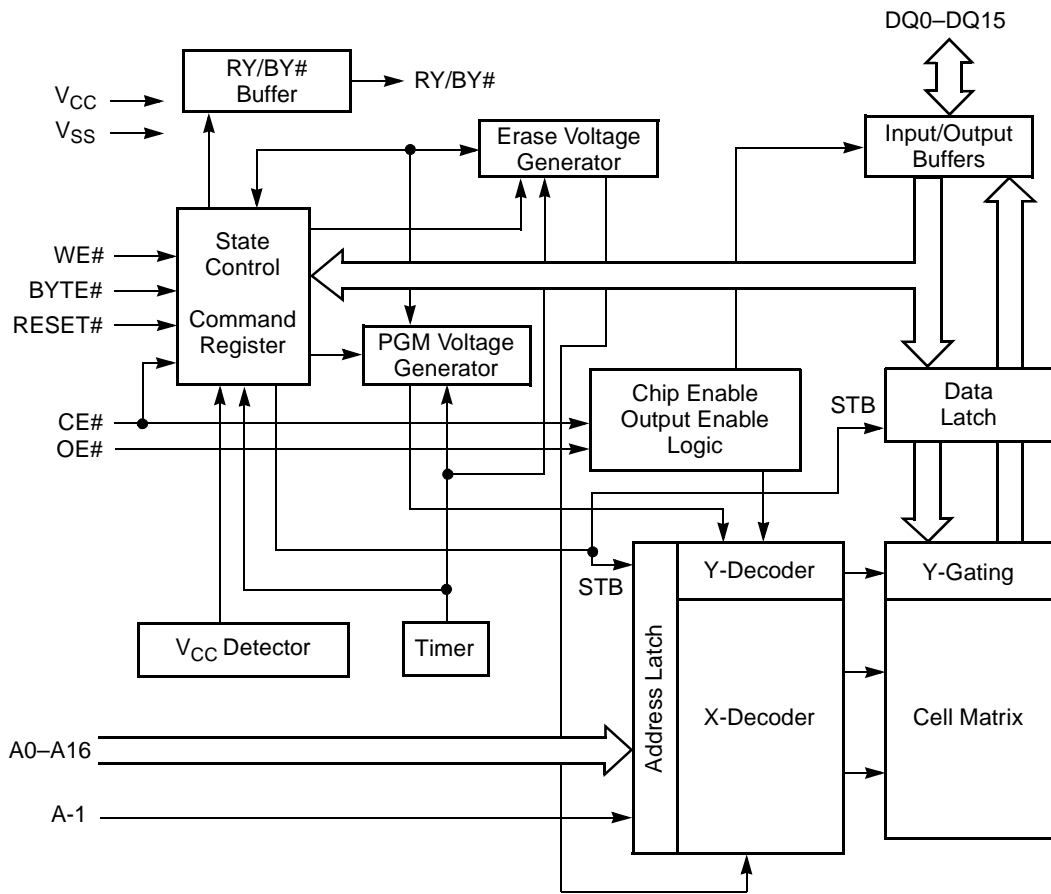 DQ0–DQ15
RY/BY#
Buffer
RY/BY#
VCC
VSS
Erase Voltage
Generator
Input/Output
Buffers
State
Control
Command
Register
WE#
BYTE#
RESET#
PGM Voltage
Generator
CE#
OE#
Chip Enable
Output Enable
Logic
STB
Data
Latch
STB
Y-Decoder
Y-Gating
VCC Detector
Timer
Address Latch
X-Decoder
Cell Matrix
A0–A16
A-1